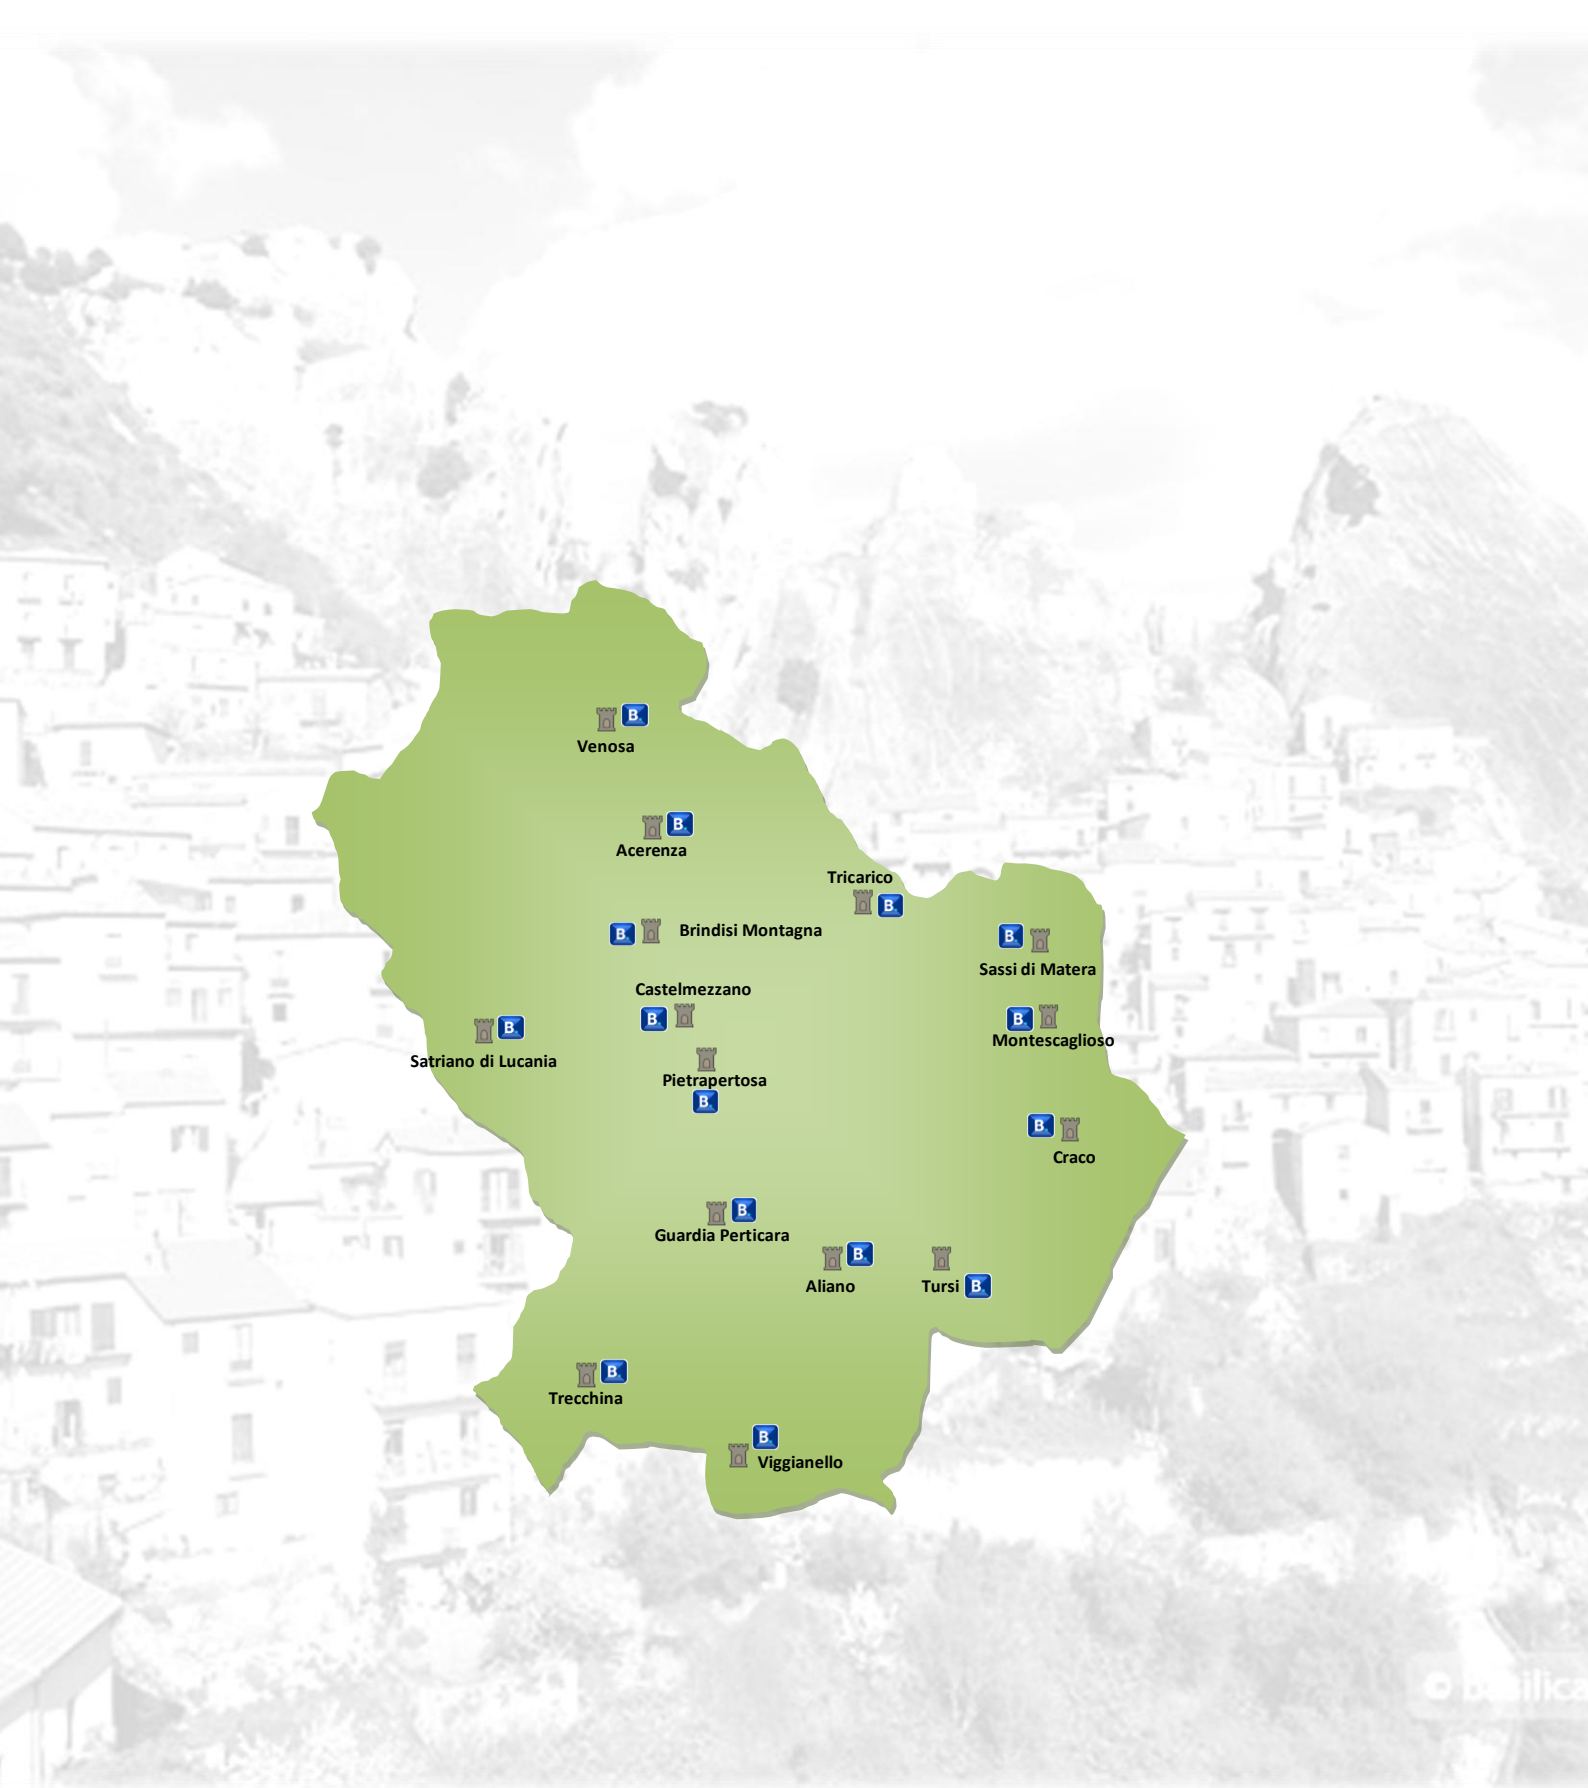 B.
Venosa
B.
Acerenza
Tricarico
B.
B.
Brindisi Montagna
B.
Sassi di Matera
Castelmezzano
B.
B.
Montescaglioso
B.
Satriano di Lucania
Pietrapertosa
B.
B.
Craco
B.
Guardia Perticara
B.
Aliano
Tursi B.
B.
Trecchina
B.
Viggianello
© basilica